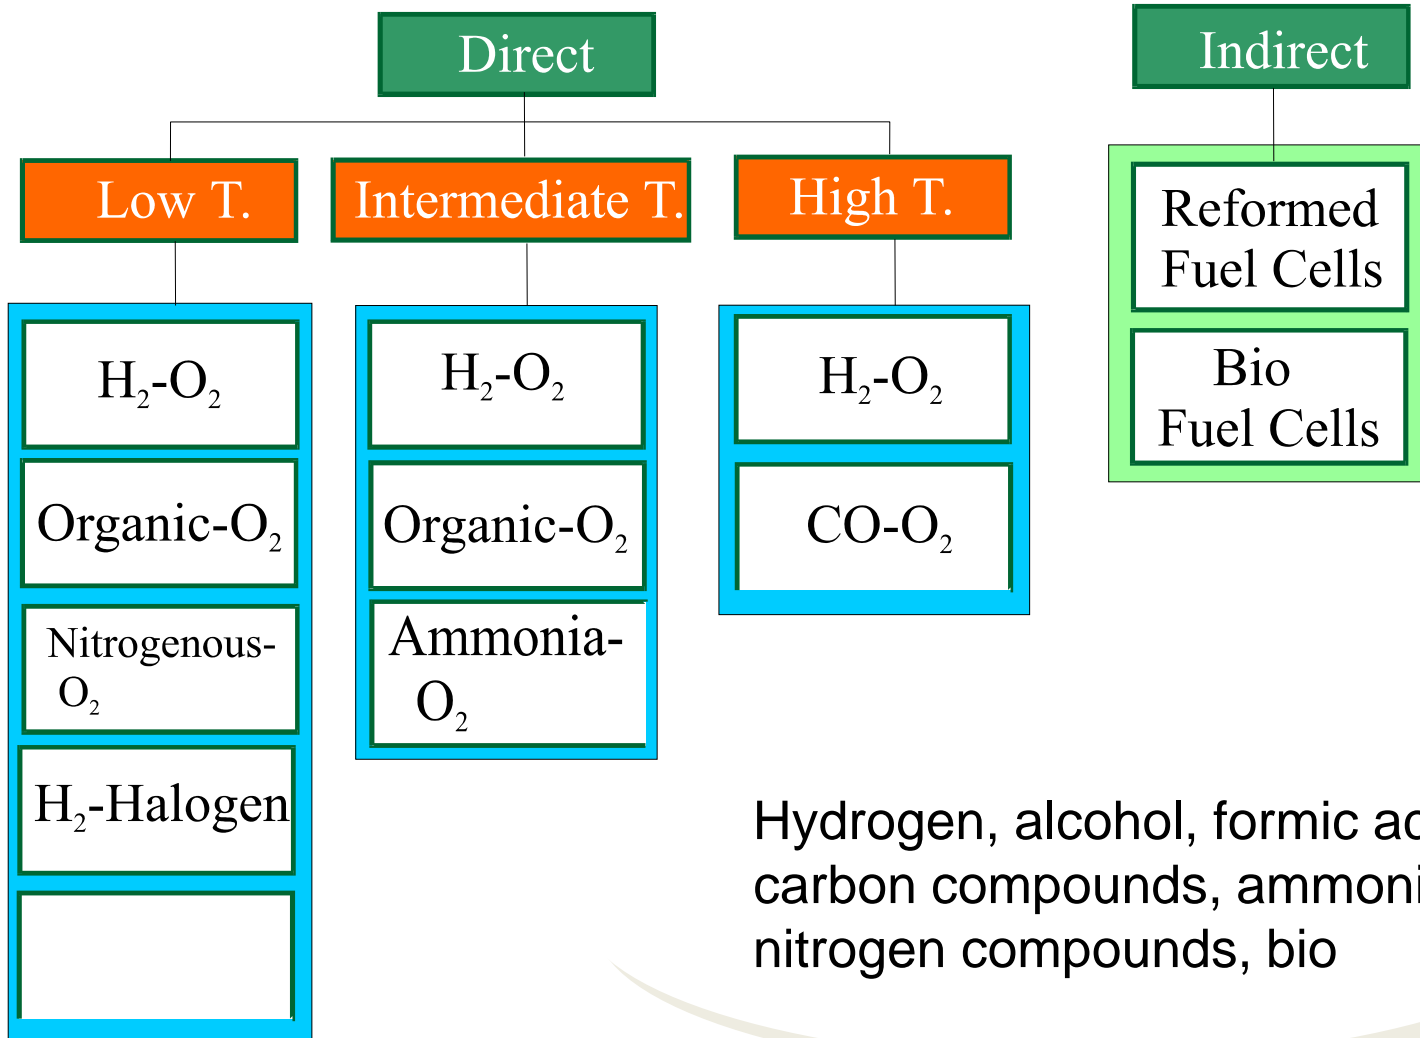 Direct
Indirect
Low T.
Intermediate T.
High T.
H₂-O₂
Organic-O₂
Nitrogenous-
O₂
H₂-Halogen
H₂-O₂
Organic-O₂
Ammonia-
O₂
H₂-O₂
CO-O₂
Reformed
Fuel Cells
Bio
Fuel Cells
Hydrogen, alcohol, formic
carbon compounds,
nitrogen compounds, bio